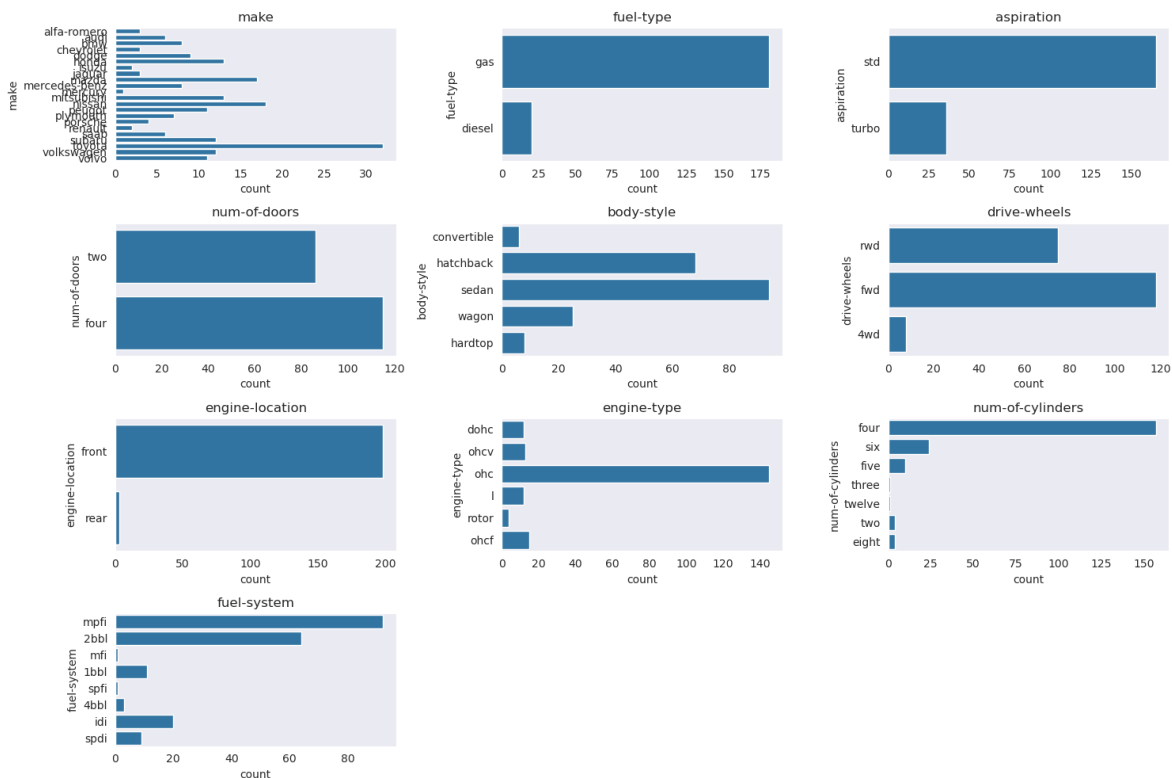 make
make
alfa-romero
audi
bmw
chevrolet
dodge
honda
isuzu
jaguar
mazda
mercedes-benz
mercury
mitsubishi
nissan
peugot
plymouth
porsche
renault
saab
subaru
toyota
volkswagen
volvo
0 5 10 15 20 25 30
count
fuel-type
fuel-type
gas
diesel
0 25 50 75 100 125 150 175
count
aspiration
aspiration
std
turbo
0 25 50 75 100 125 150
count
num-of-doors
num-of-doors
two
four
0 20 40 60 80 100 120
count
body-style
body-style
convertible
hatchback
sedan
wagon
hardtop
0 20 40 60 80
count
drive-wheels
drive-wheels
rwd
fwd
4wd
0 20 40 60 80 100 120
count
engine-location
engine-location
front
rear
0 50 100 150 200
count
engine-type
engine-type
dohc
ohcv
ohc
l
rotor
ohcf
0 20 40 60 80 100 120 140
count
num-of-cylinders
num-of-cylinders
four
six
five
three
twelve
two
eight
0 25 50 75 100 125 150
count
fuel-system
fuel-system
mpfi
2bbl
mfi
1bbl
spfi
4bbl
idi
spdi
0 20 40 60 80
count